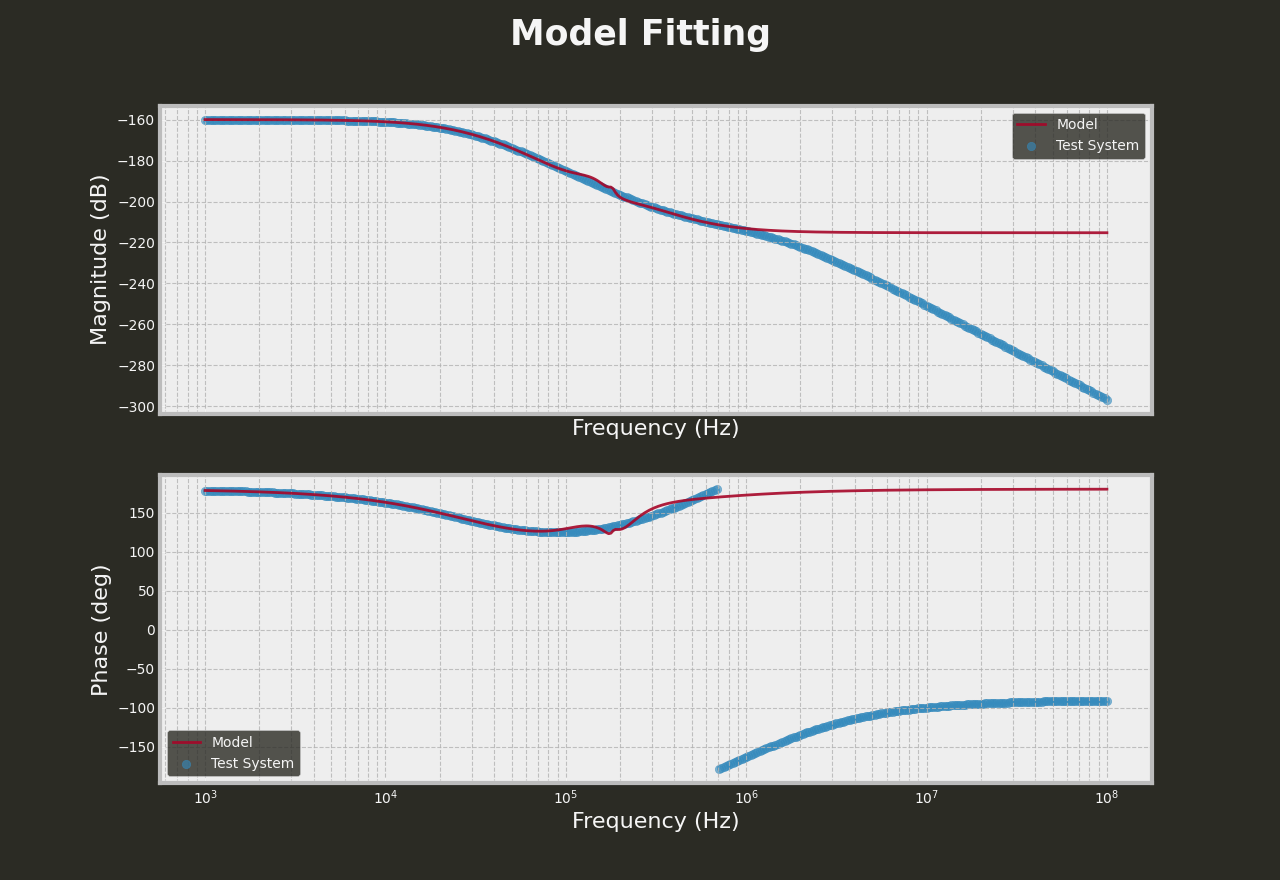 Model Fitting
Magnitude (dB)
−160
−180
−200
−220
−240
−260
−280
−300
Model
Test System
Frequency (Hz)
Phase (deg)
150
100
50
0
−50
−100
−150
Model
Test System
10³ 10⁴ 10⁵ 10⁶ 10⁷ 10⁸
Frequency (Hz)